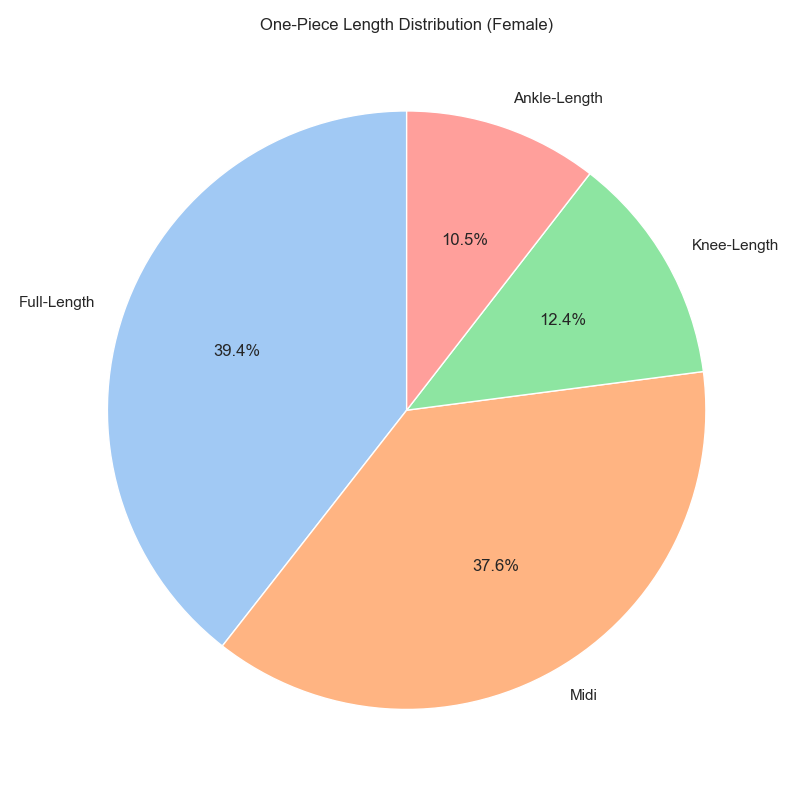 One-Piece Length Distribution (Female)
Ankle-Length
10.5%
Knee-Length
12.4%
Full-Length
39.4%
37.6%
Midi